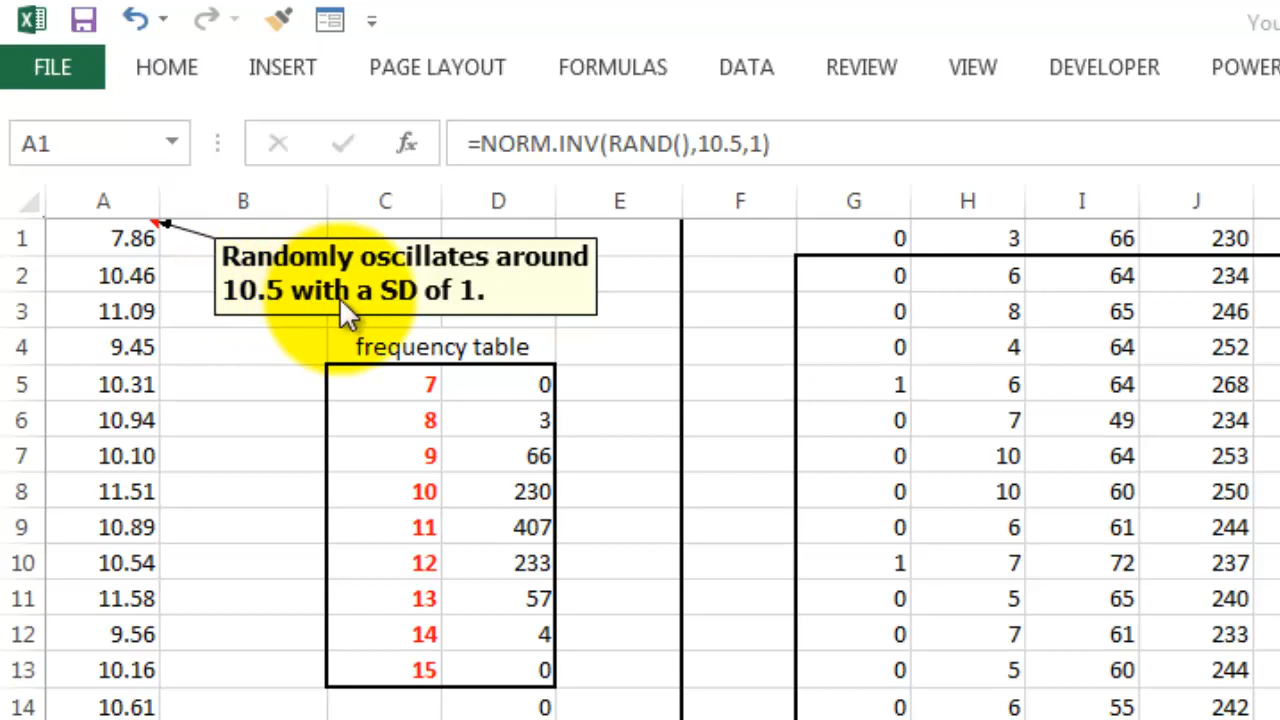 You
FILE HOME INSERT PAGE LAYOUT FORMULAS DATA REVIEW VIEW DEVELOPER POWER
A1 fx =NORM.INV(RAND(),10.5,1)
A B C D E F G H I J
1 7.86 0 3 66 230
Randomly oscillates around
10.5 with a SD of 1.
2 10.46 0 6 64 234
3 11.09 0 8 65 246
4 9.45 frequency table 0 4 64 252
5 10.31 7 0 1 6 64 268
6 10.94 8 3 0 7 49 234
7 10.10 9 66 0 10 64 253
8 11.51 10 230 0 10 60 250
9 10.89 11 407 0 6 61 244
10 10.54 12 233 1 7 72 237
11 11.58 13 57 0 5 65 240
12 9.56 14 4 0 7 61 233
13 10.16 15 0 0 5 60 244
14 10.61 0 0 6 55 242